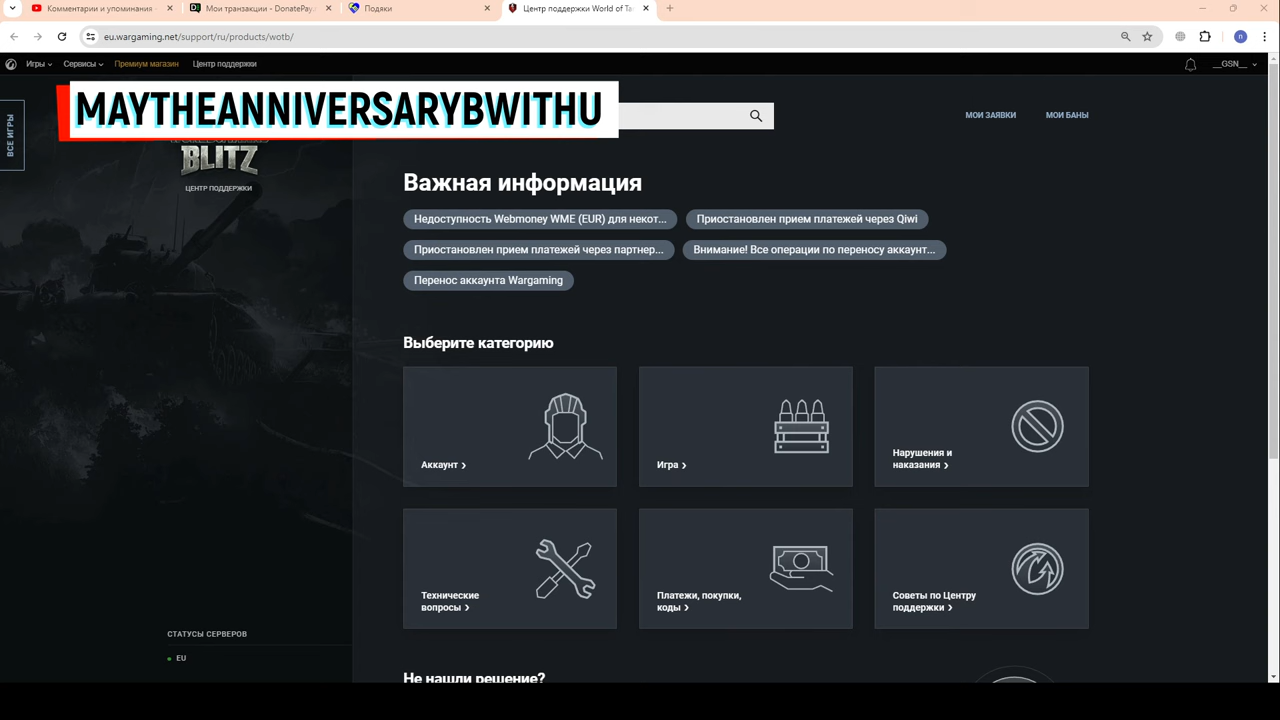 Комментарии и упоминания -
Мои транзакции - DonatePay.
Подяки
Центр поддержки World of Ta
eu.wargaming.net/support/ru/products/wotb/
Игры
Сервисы
Премиум магазин
Центр поддержки
__GSN__
ВСЕ ИГРЫ
MAYTHEANNIVERSARYBWITHU
МОИ ЗАЯВКИ
МОИ БАНЫ
BLITZ
ЦЕНТР ПОДДЕРЖКИ
Важная информация
Недоступность Webmoney WME (EUR) для некот...
Приостановлен прием платежей через Qiwi
Приостановлен прием платежей через партнер...
Внимание! Все операции по переносу аккаунт...
Перенос аккаунта Wargaming
Выберите категорию
Аккаунт
Игра
Нарушения и
наказания
Технические
вопросы
Платежи, покупки,
коды
Советы по Центру
поддержки
СТАТУСЫ СЕРВЕРОВ
EU
Не нашли решение?